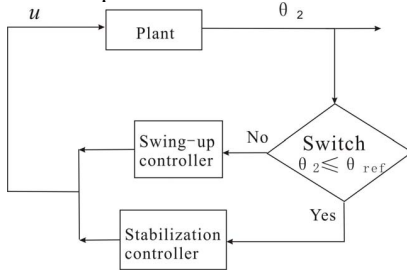 u
Plant
θ 2
No
Swing-up
controller
Switch
θ 2≤ θ ref
Yes
Stabilization
controller